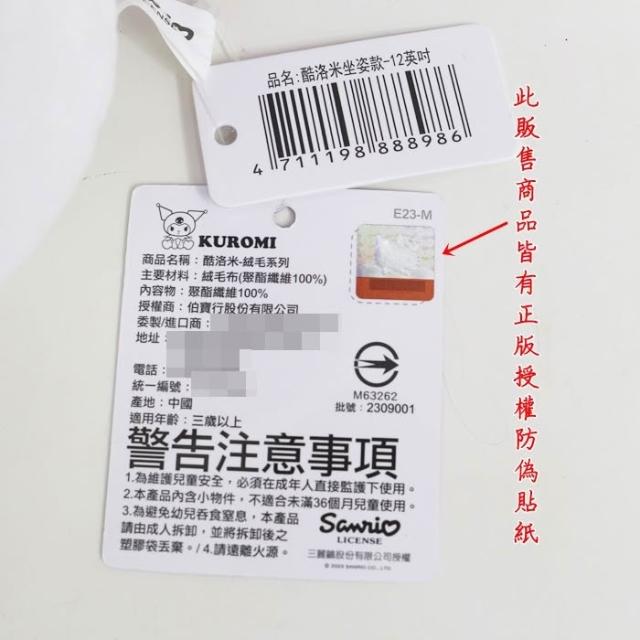 品名:酷洛米坐姿款-12英吋
4 711198 888986
E23-M
KUROMI
商品名稱：酷洛米-絨毛系列
主要材料：絨毛布(聚酯纖維100%)
內容物：聚酯纖維100%
授權商：伯寶行股份有限公司
委製/進口商：
地址：
電話：
統一編號：
產地：中國
適用年齡：三歲以上
M63262
批號：2309001
警告注意事項
1.為維護兒童安全，必須在成年人直接監護下使用。
2.本產品內含小物件，不適合未滿36個月兒童使用。
3.為避免幼兒吞食窒息，本產品
請由成人拆卸，並將拆卸後之
塑膠袋丟棄。/4.請遠離火源。
Sanrio
LICENSE
三麗鷗股份有限公司授權
© 2023 SANRIO CO., LTD.
此販售商品皆有正版授權防偽貼紙